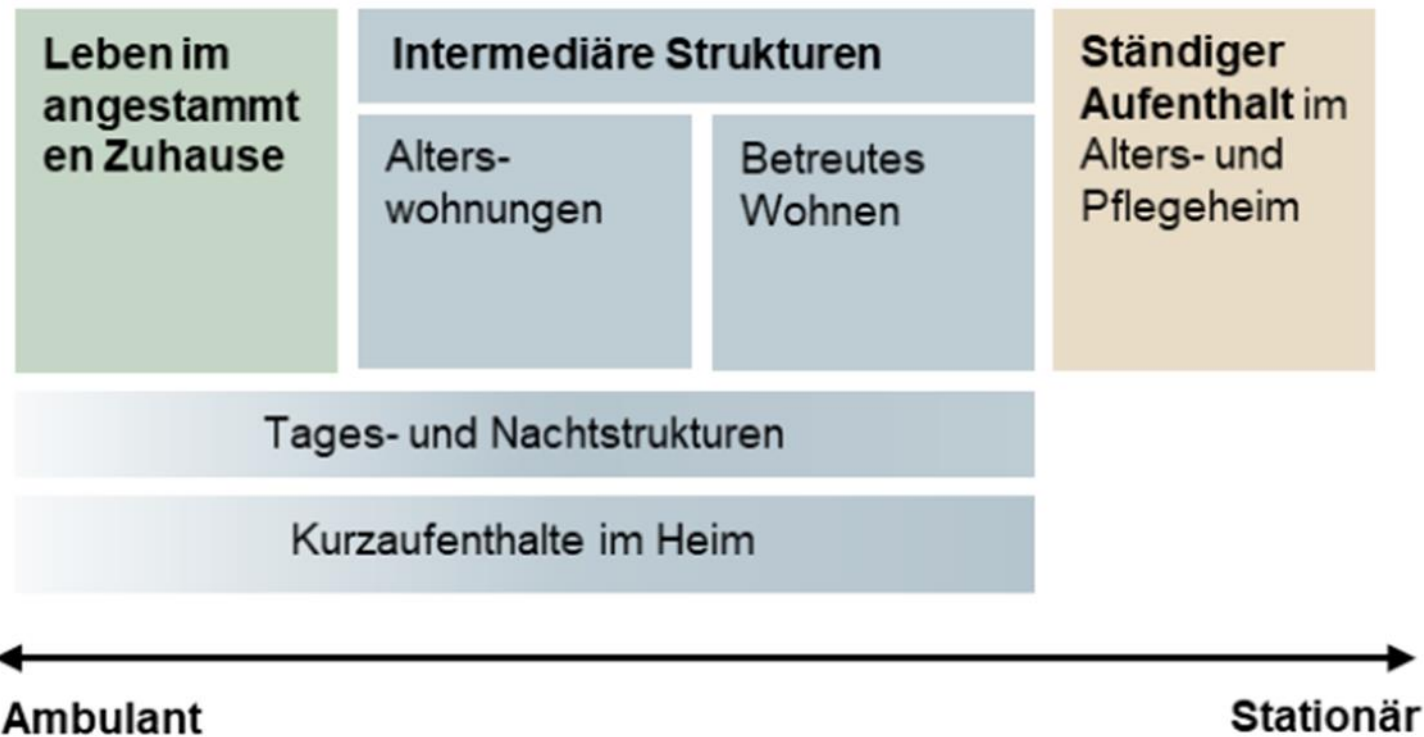 Leben im
angestammt
en Zuhause
Intermediäre Strukturen
Alters-
wohnungen
Betreutes
Wohnen
Ständiger
Aufenthalt im
Alters- und
Pflegeheim
Tages- und Nachtstrukturen
Kurzaufenthalte im Heim
Ambulant
Stationär